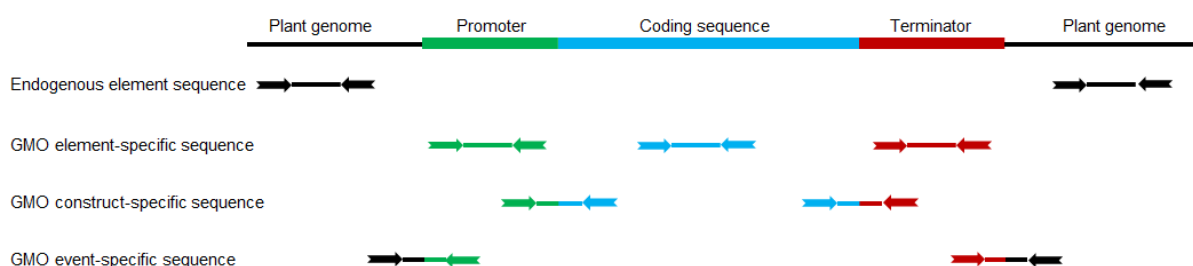 Plant genome Promoter Coding sequence Terminator Plant genome
Endogenous element sequence
GMO element-specific sequence
GMO construct-specific sequence
GMO event-specific sequence